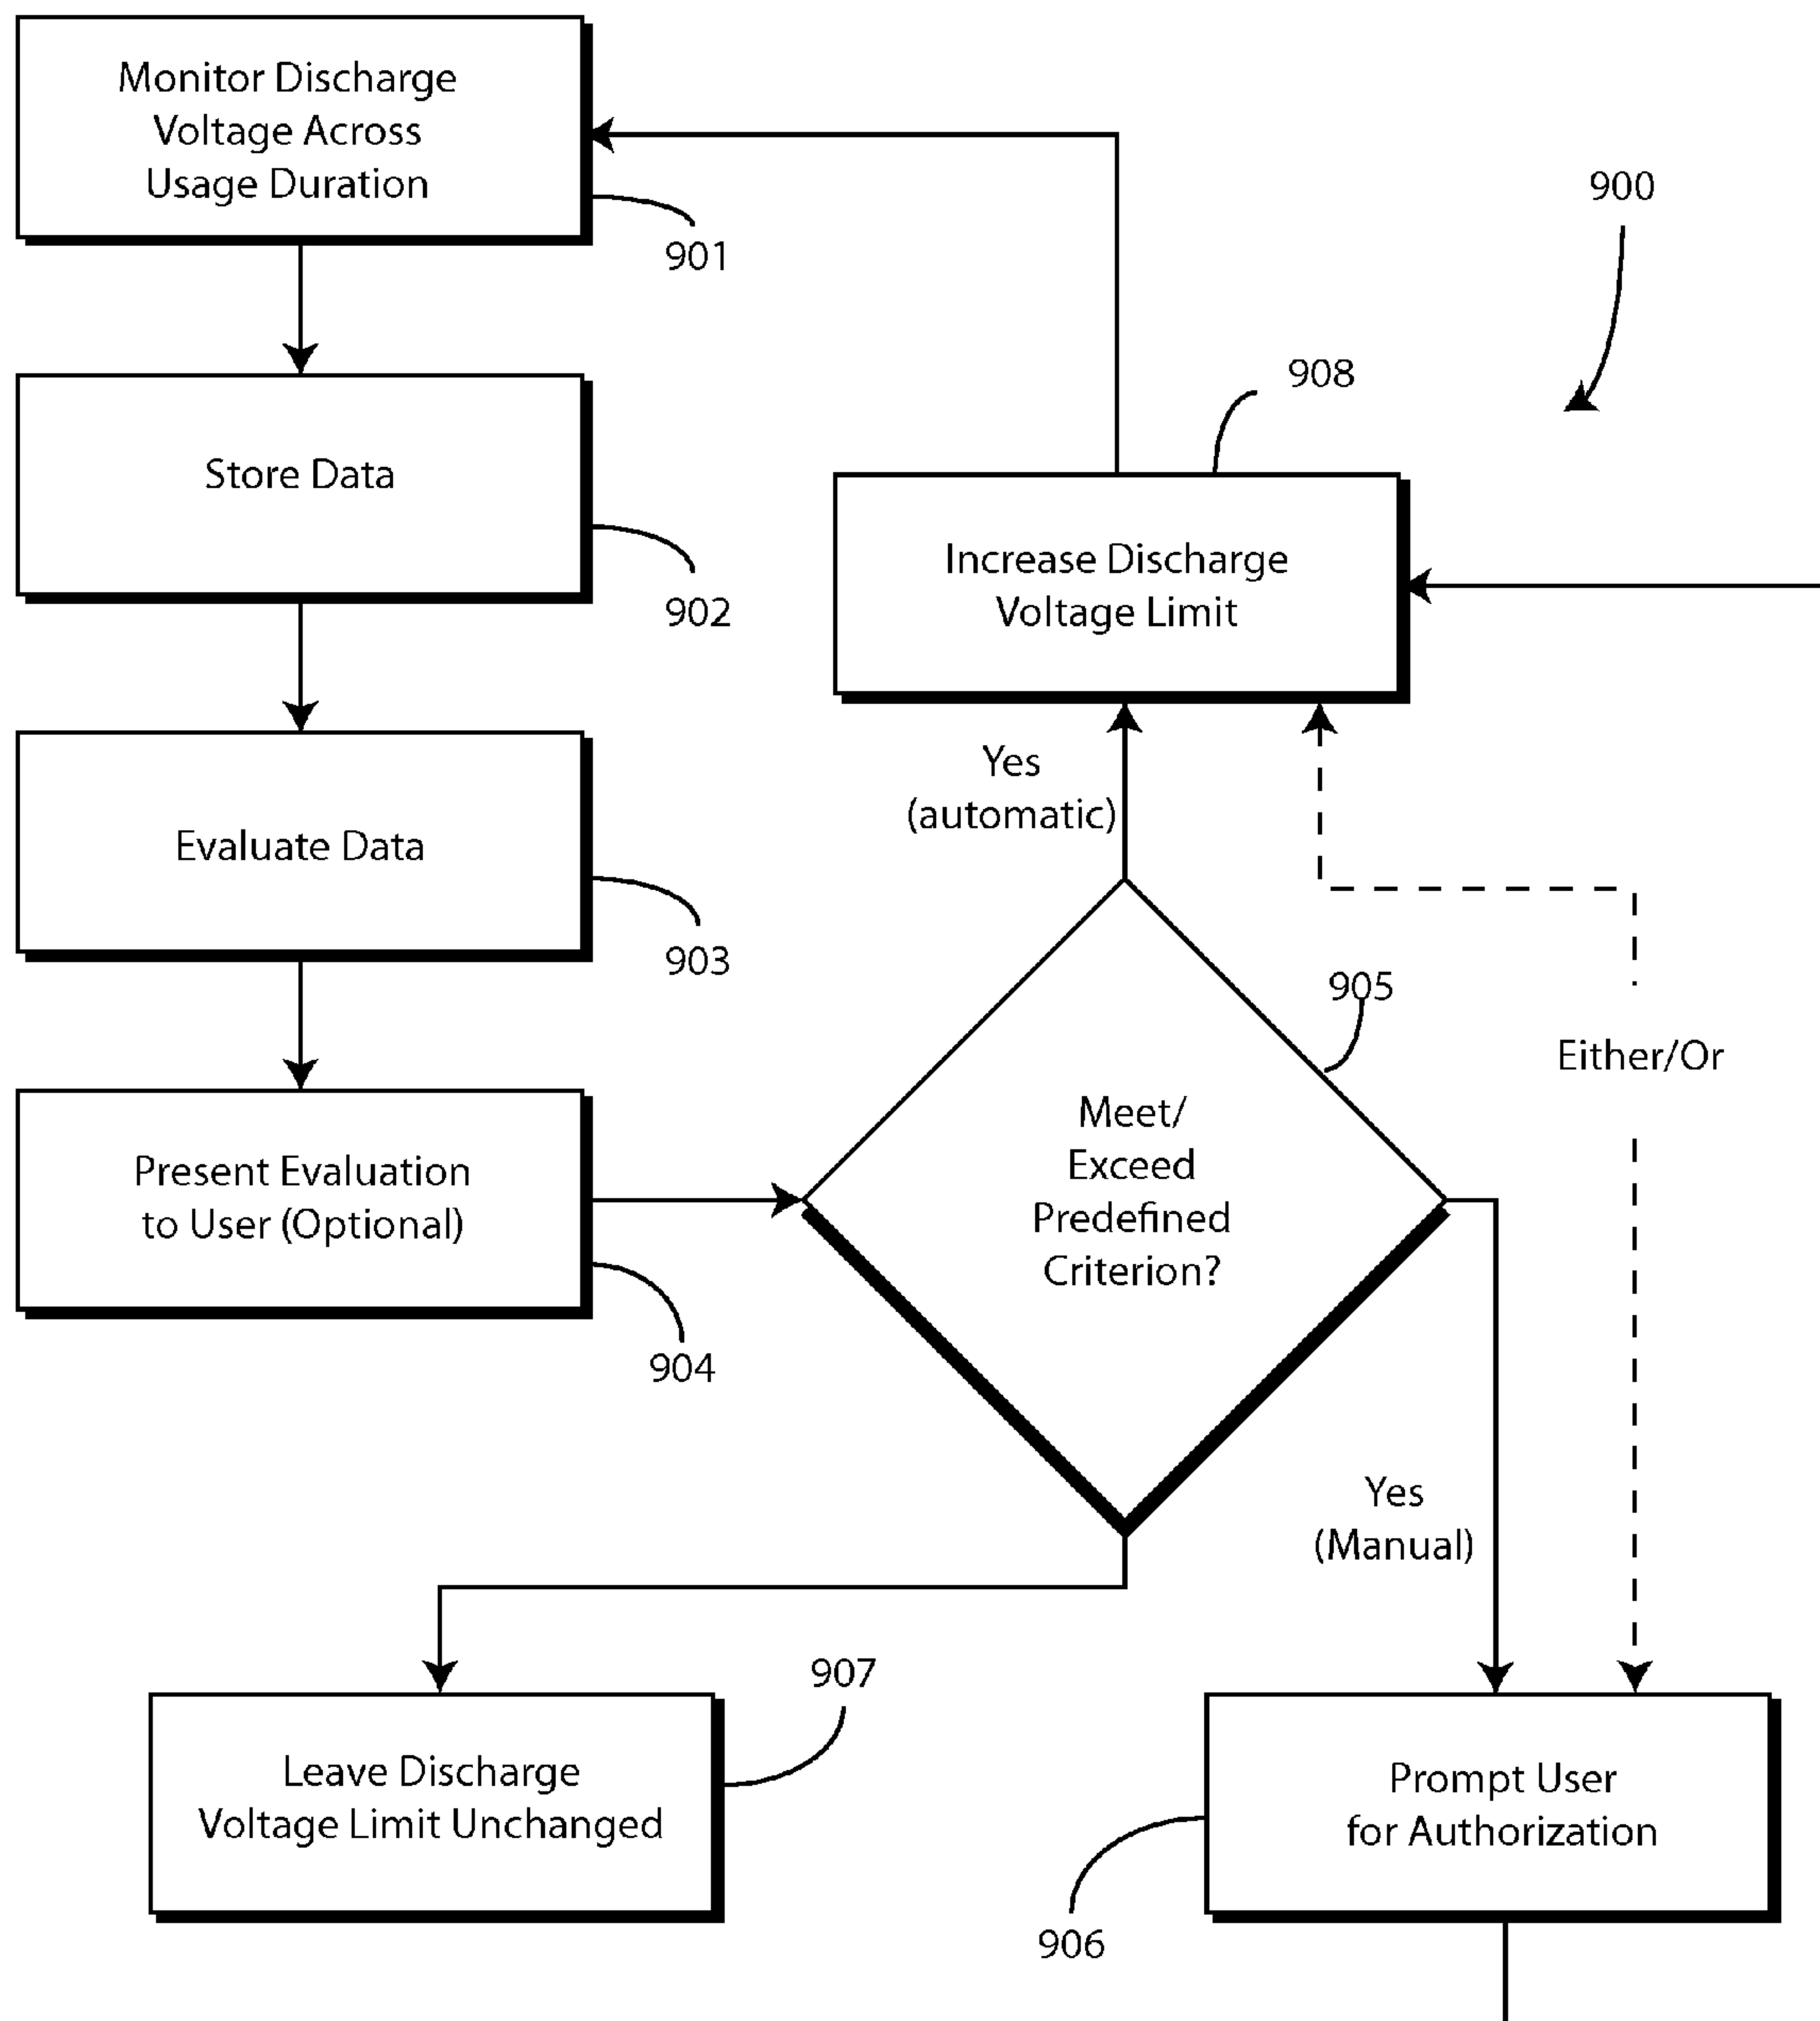 Monitor Discharge
Voltage Across
Usage Duration
901
900
Store Data
902
908
Increase Discharge
Voltage Limit
Evaluate Data
903
Yes
(automatic)
905
Either/Or
Present Evaluation
to User (Optional)
904
Meet/
Exceed
Predefined
Criterion?
Yes
(Manual)
907
Leave Discharge
Voltage Limit Unchanged
Prompt User
for Authorization
906